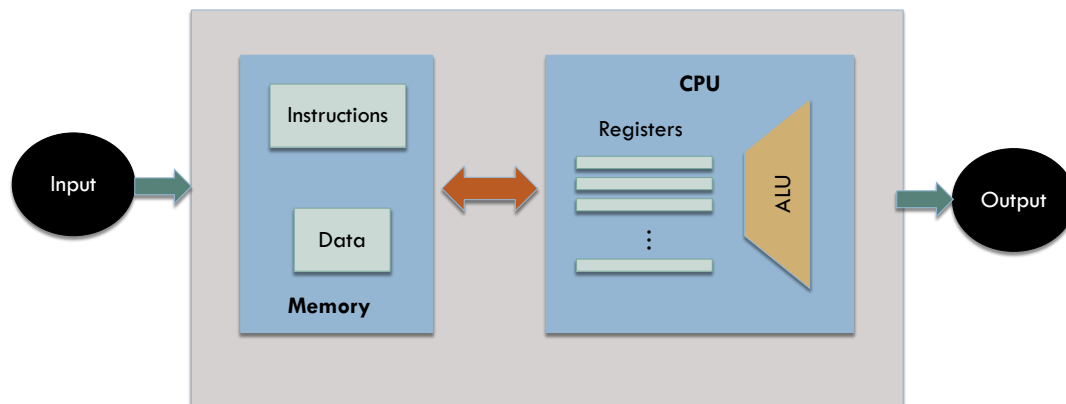 Input
Instructions
Data
Memory
CPU
Registers
⋮
ALU
Output